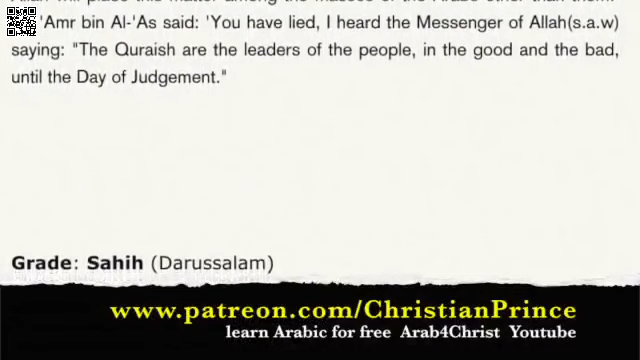 'Amr bin Al-'As said: 'You have lied, I heard the Messenger of Allah(s.a.w)
saying: "The Quraish are the leaders of the people, in the good and the bad,
until the Day of Judgement."
Grade: Sahih (Darussalam)
www.patreon.com/ChristianPrince
learn Arabic for free Arab4Christ Youtube